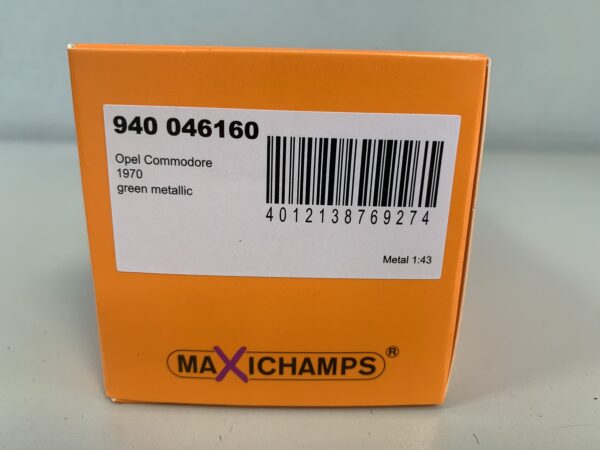 940 046160
Opel Commodore
1970
green metallic
4012138769274
Metal 1:43
MAXICHAMPS®